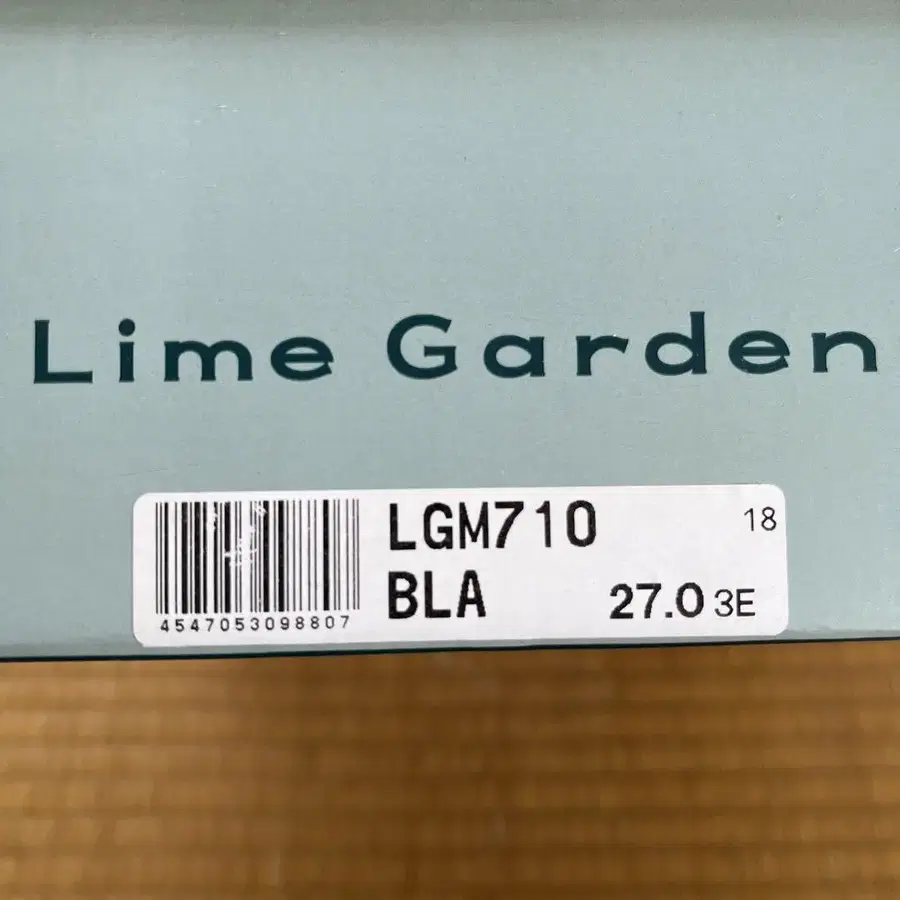 Lime Garden
LGM710
18
BLA
27.0 3E
4547053098807